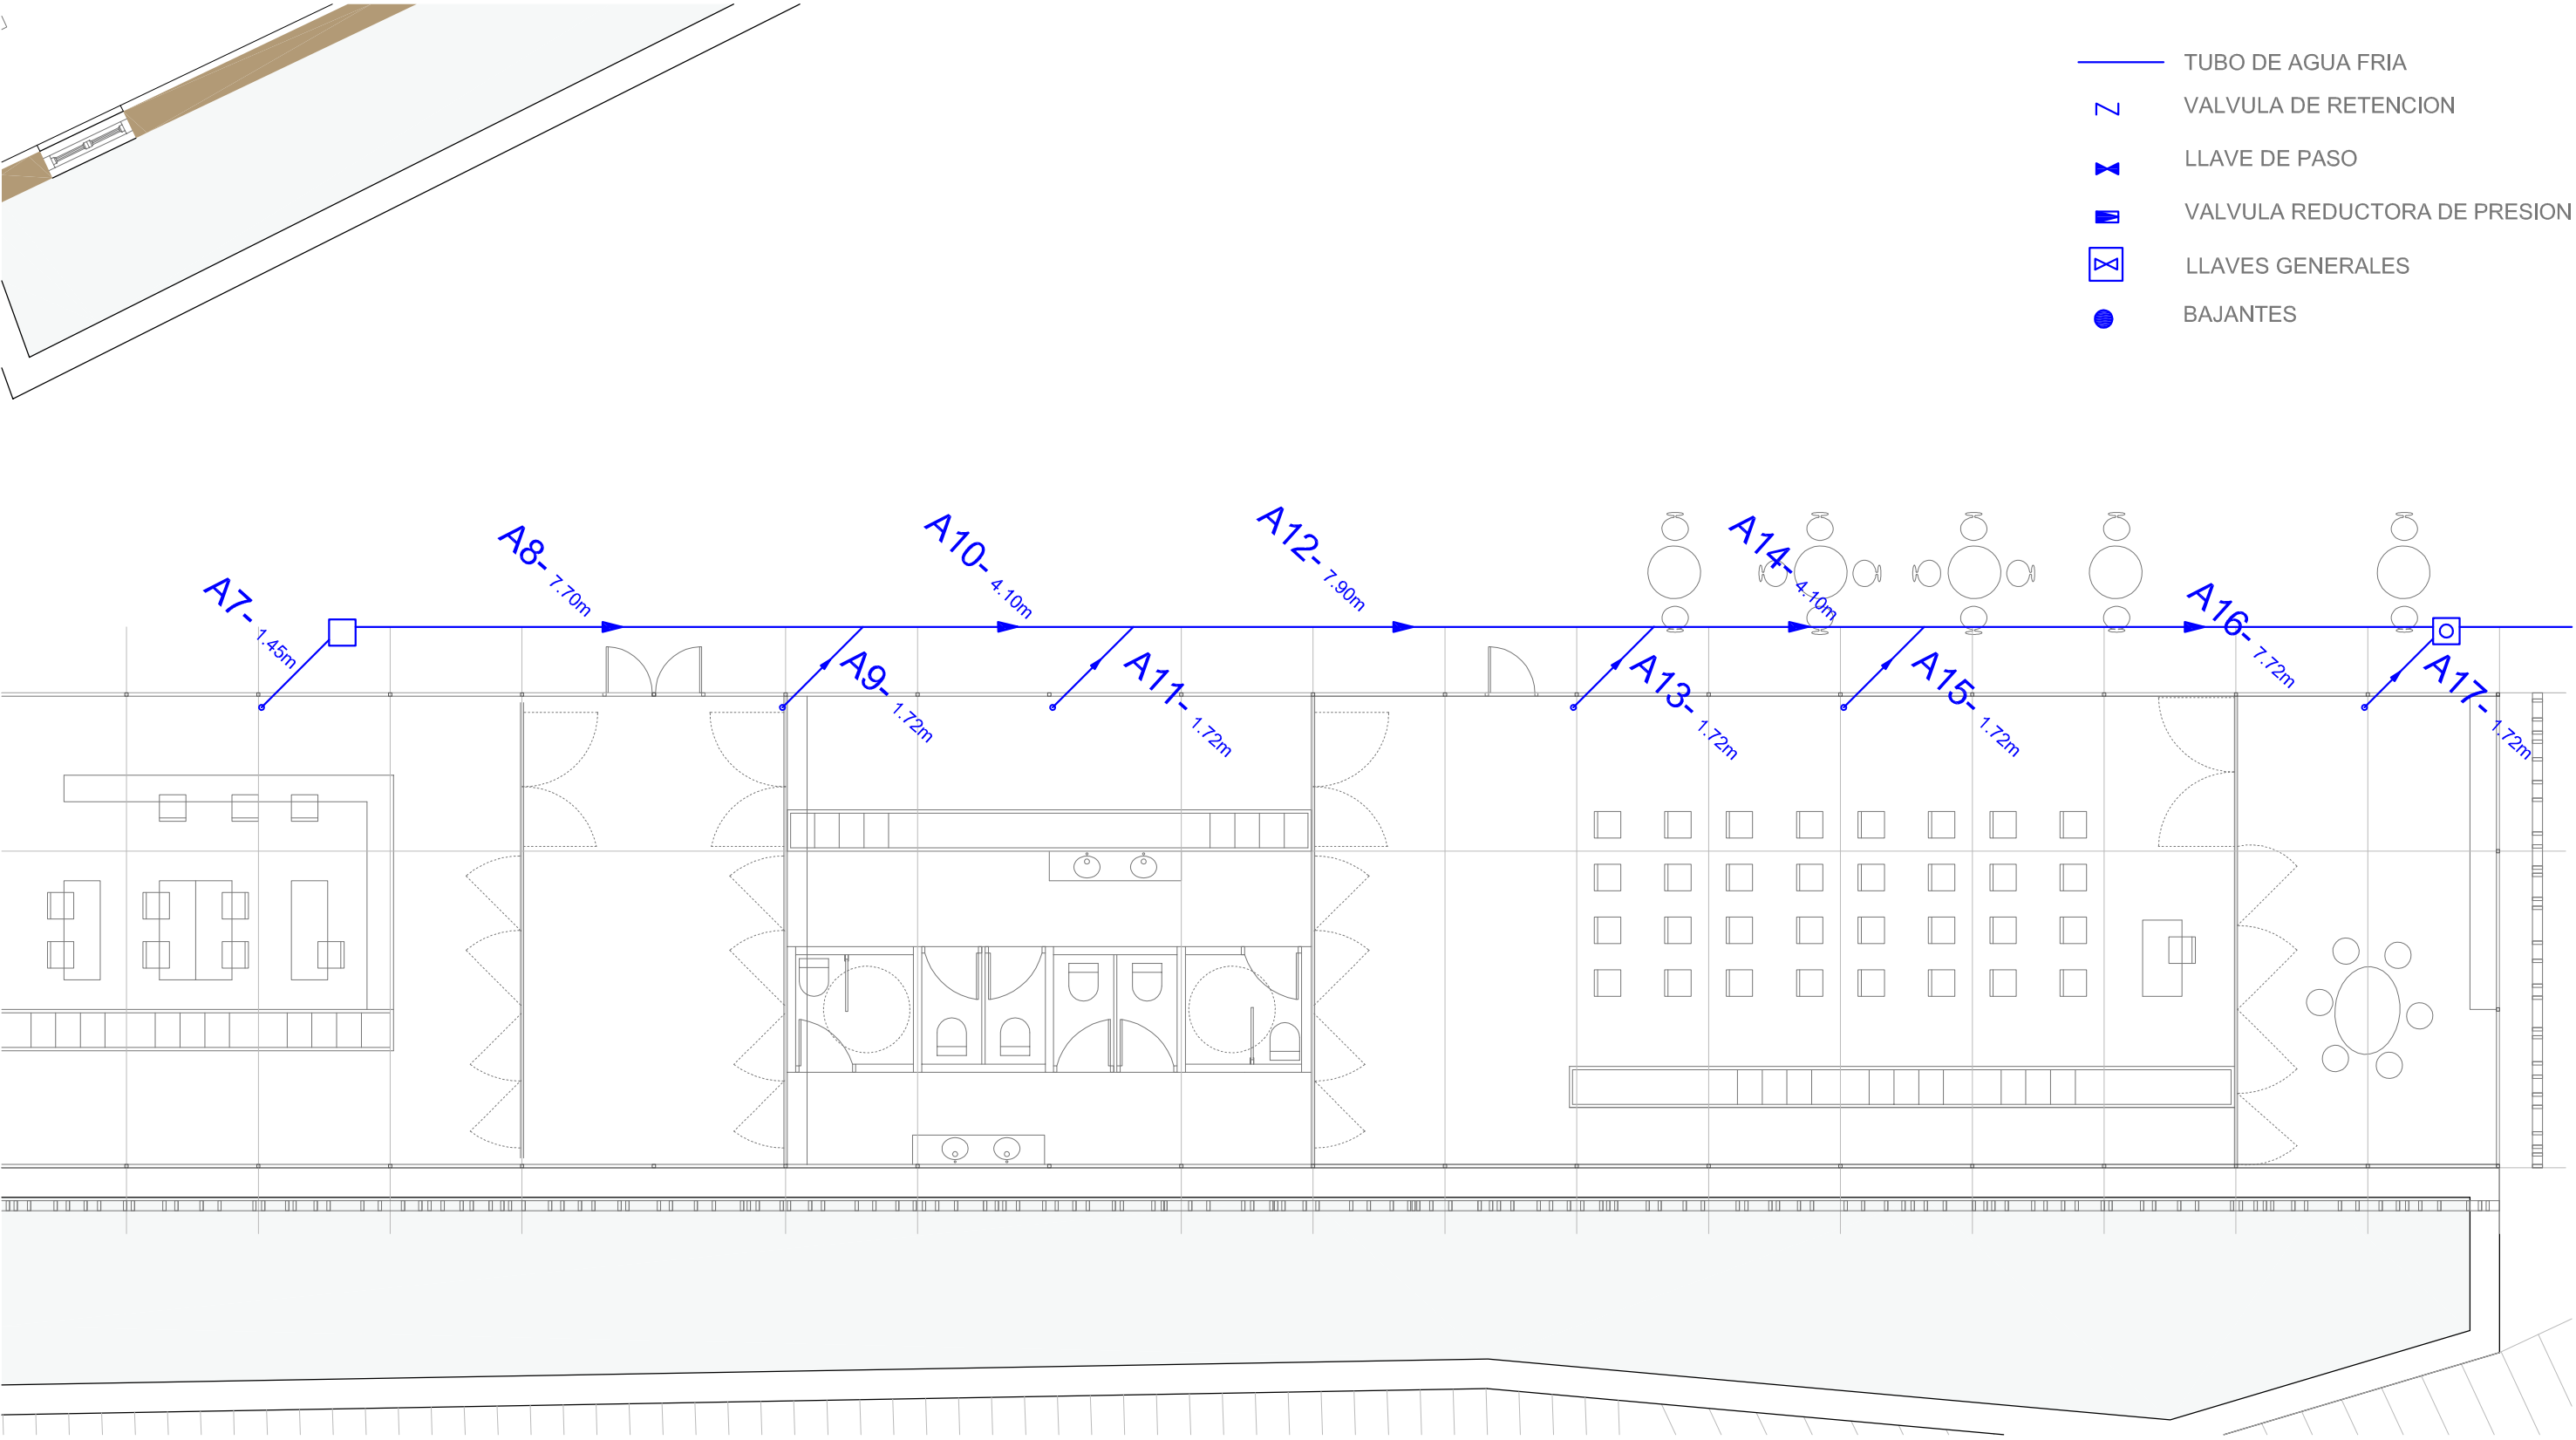 TUBO DE AGUA FRIA
VALVULA DE RETENCION
LLAVE DE PASO
VALVULA REDUCTORA DE PRESION
LLAVES GENERALES
BAJANTES
A7- 1.45m
A8- 7.70m
A9- 1.72m
A10- 4.10m
A11- 1.72m
A12- 7.90m
A13- 1.72m
A14- 4.10m
A15- 1.72m
A16- 7.72m
A17- 1.72m